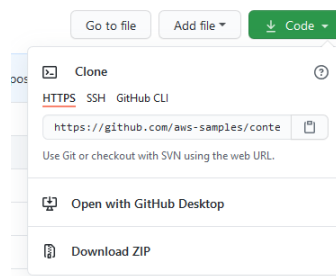 Go to file Add file Code
Clone
HTTPS SSH GitHub CLI
https://github.com/aws-samples/conte
Use Git or checkout with SVN using the web URL.
Open with GitHub Desktop
Download ZIP